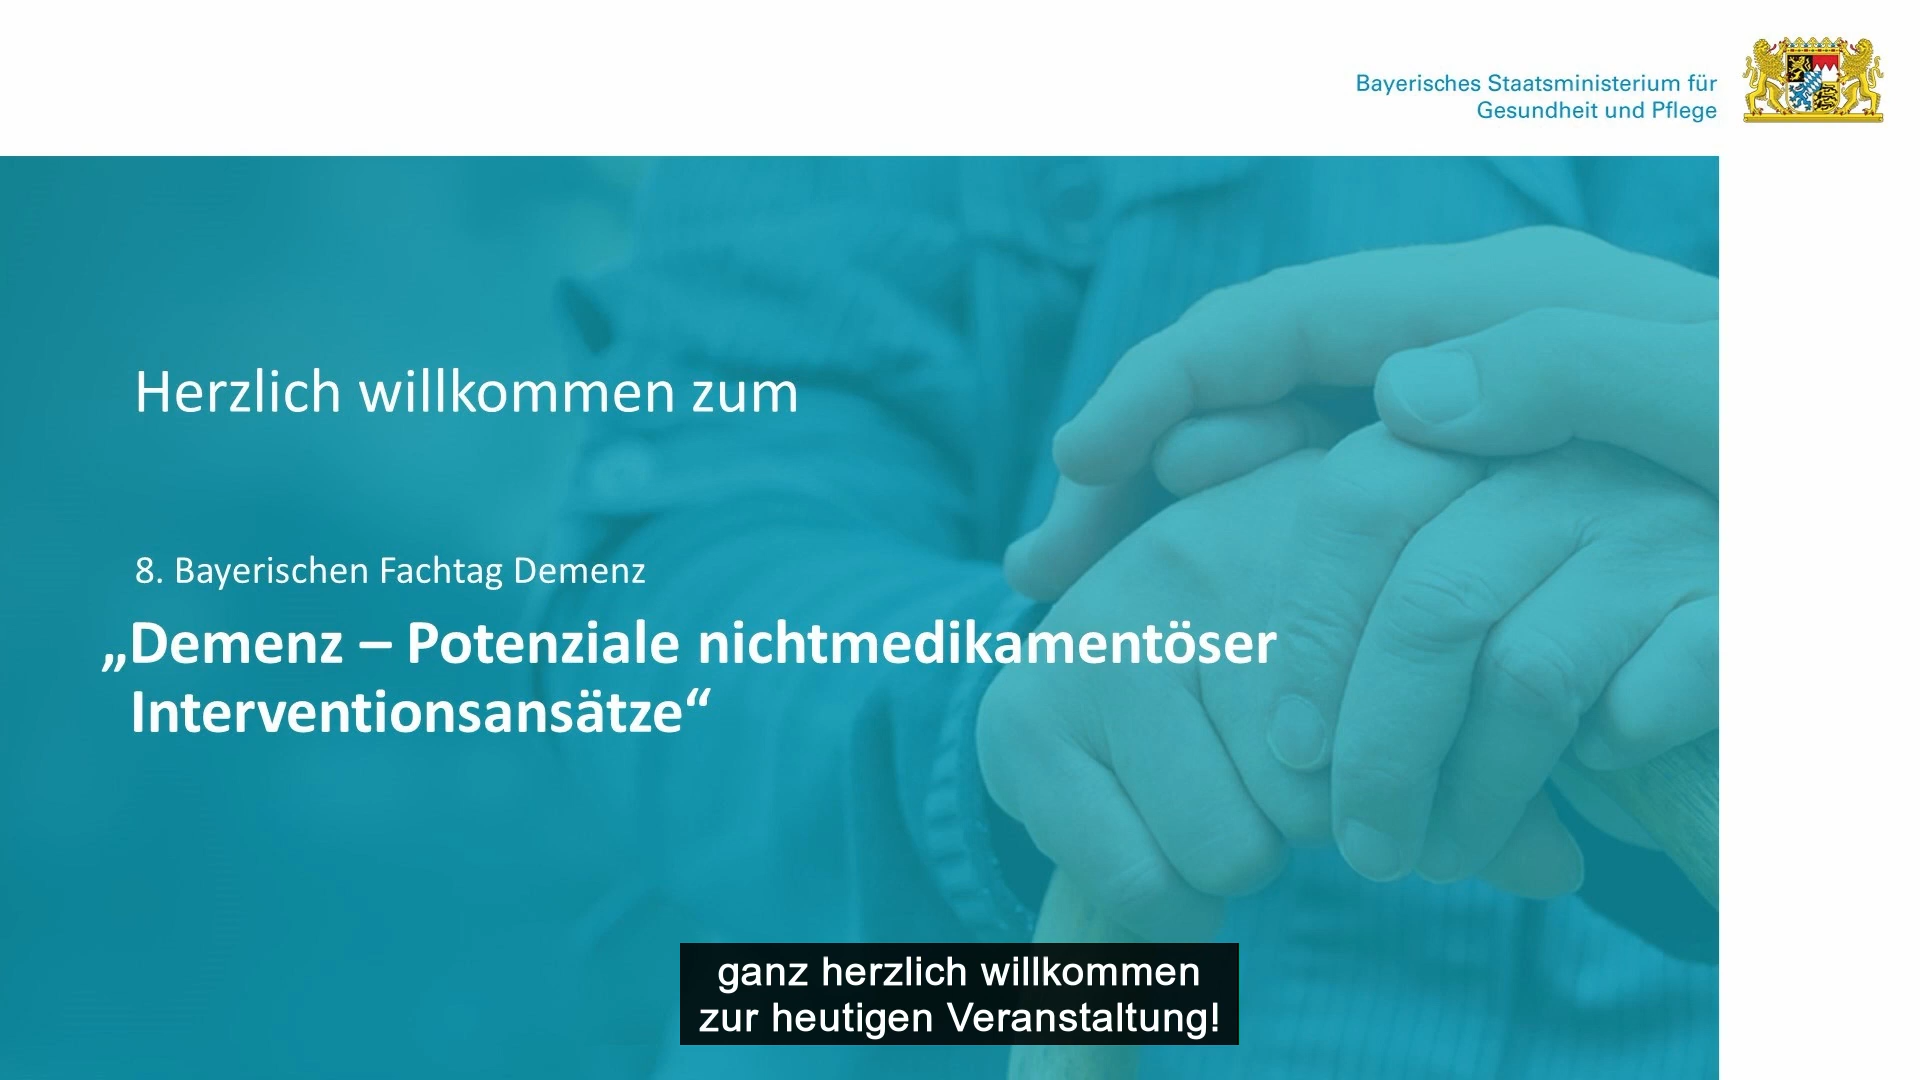 Bayerisches Staatsministerium für
Gesundheit und Pflege
Herzlich willkommen zum
8. Bayerischen Fachtag Demenz
„Demenz – Potenziale nichtmedikamentöser
Interventionsansätze“
ganz herzlich willkommen
zur heutigen Veranstaltung!